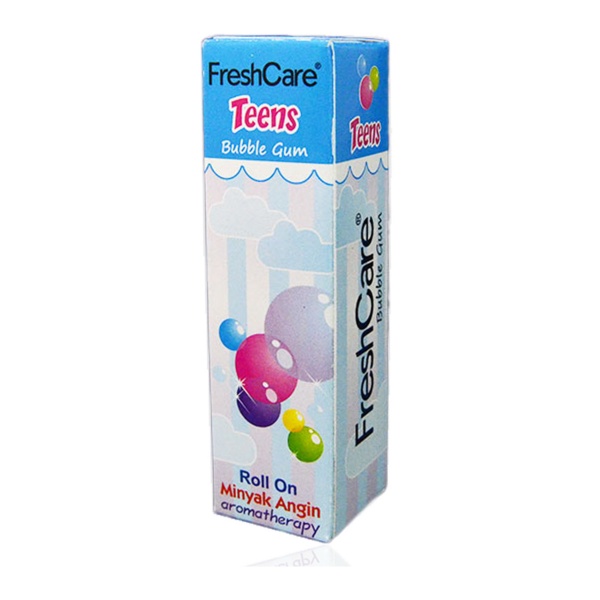 FreshCare®
Teens
Bubble Gum
Roll On
Minyak Angin
aromatherapy
Teens
FreshCare®
Bubble Gum